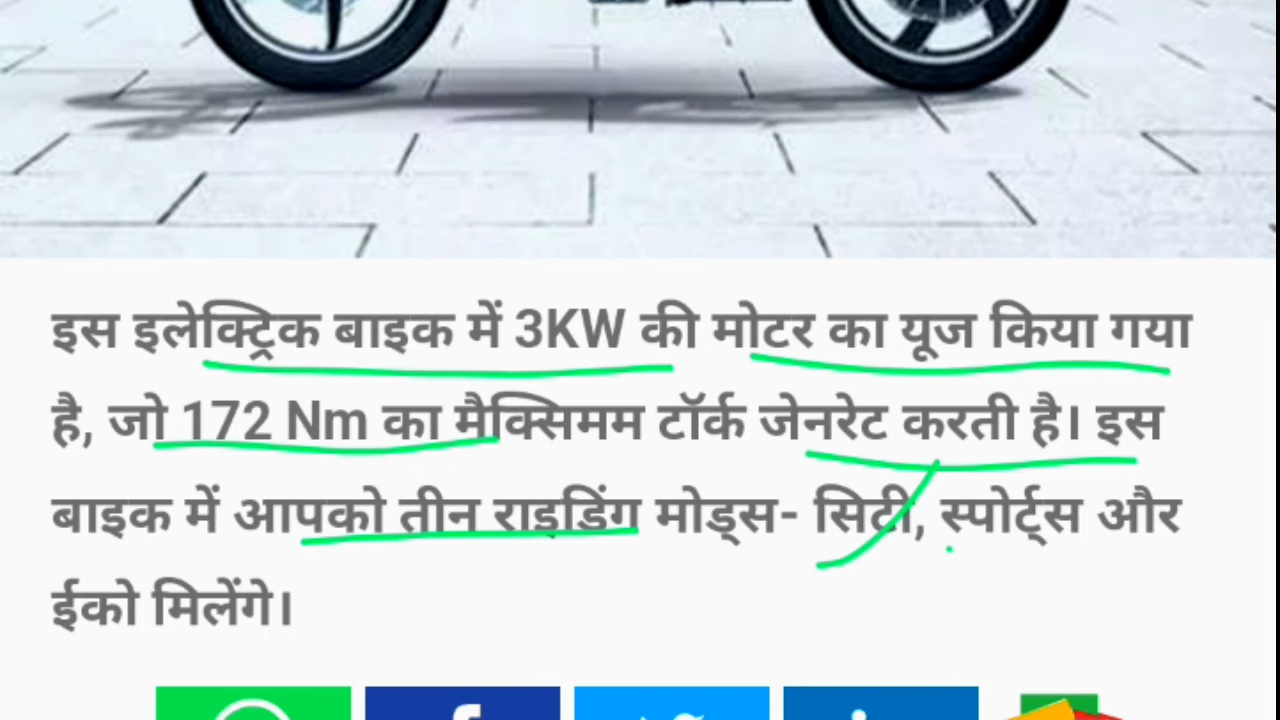 इस इलेक्ट्रिक बाइक में 3KW की मोटर का यूज किया गया
है, जो 172 Nm का मैक्सिमम टॉर्क जेनरेट करती है। इस
बाइक में आपको तीन राइडिंग मोड्स- सिटी, स्पोर्ट्स और
ईको मिलेंगे।